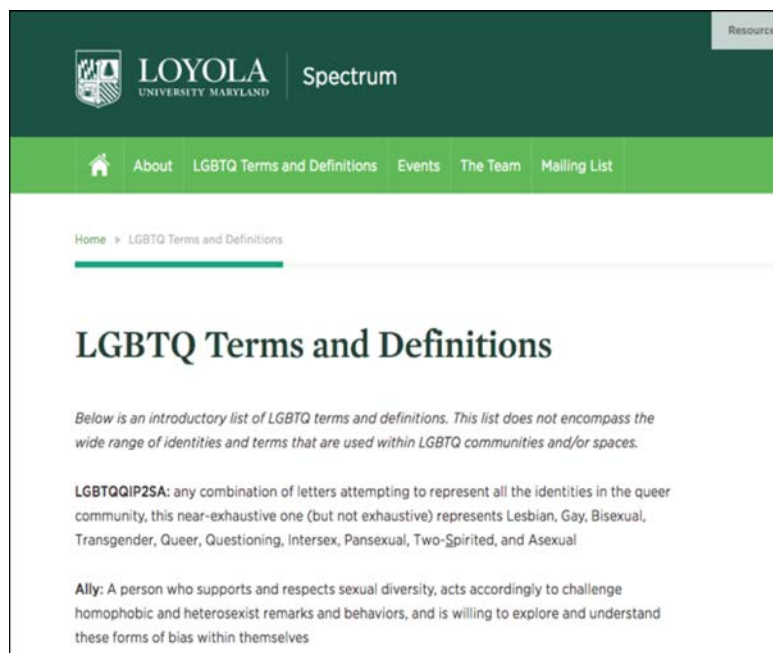 Resource
LOYOLA
UNIVERSITY MARYLAND
Spectrum
About LGBTQ Terms and Definitions Events The Team Mailing List
Home LGBTQ Terms and Definitions
LGBTQ Terms and Definitions
Below is an introductory list of LGBTQ terms and definitions. This list does not encompass the
wide range of identities and terms that are used within LGBTQ communities and/or spaces.
LGBTQQIP2SA: any combination of letters attempting to represent all the identities in the queer
community, this near-exhaustive one (but not exhaustive) represents Lesbian, Gay, Bisexual,
Transgender, Queer, Questioning, Intersex, Pansexual, Two-Spirited, and Asexual
Ally: A person who supports and respects sexual diversity, acts accordingly to challenge
homophobic and heterosexist remarks and behaviors, and is willing to explore and understand
these forms of bias within themselves